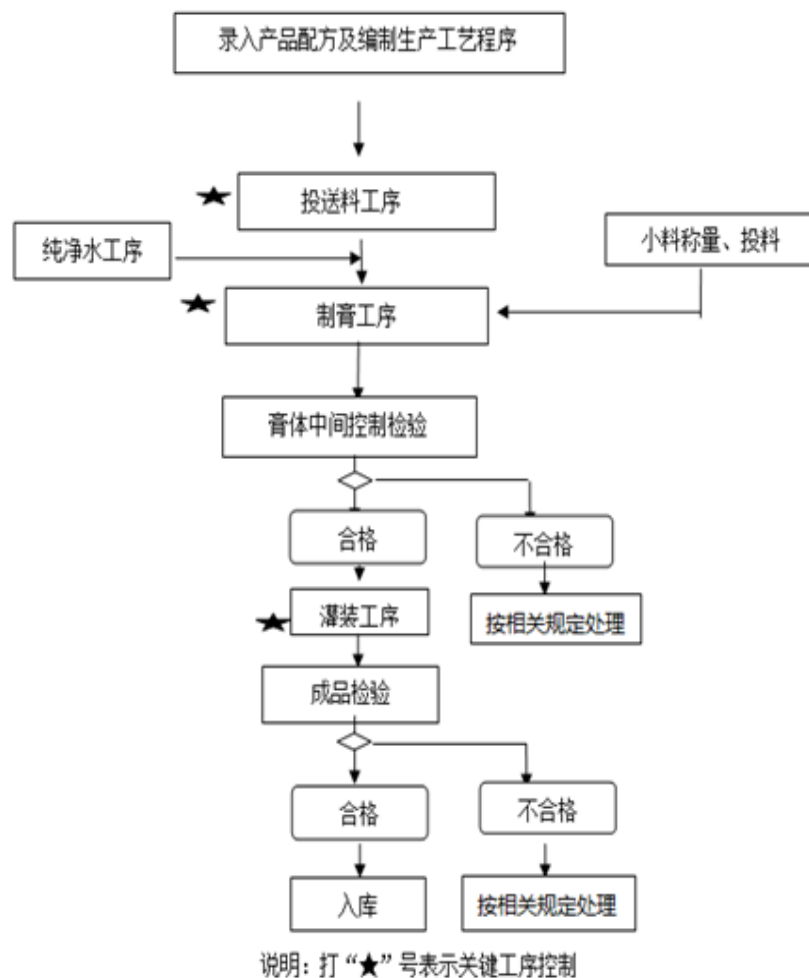 录入产品配方及编制生产工艺程序
★
投送料工序
纯净水工序
小料称量、投料
★
制膏工序
膏体中间控制检验
合格
不合格
★
灌装工序
按相关规定处理
成品检验
合格
不合格
入库
按相关规定处理
说明：打“★”号表示关键工序控制